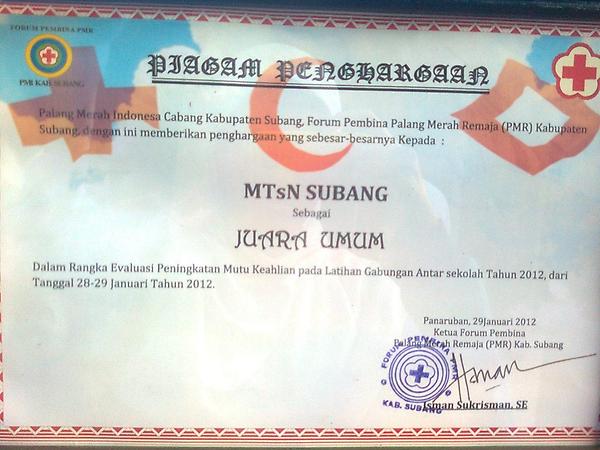 FORUM PEMBINA PMR
PMI KAB. SUBANG
PIAGAM PENGHARGAAN
Palang Merah Indonesia Cabang Kabupaten Subang, Forum Pembina Palang Merah Remaja (PMR) Kabupaten
Subang, dengan ini memberikan penghargaan yang sebesar-besarnya Kepada :
MTsN SUBANG
Sebagai
JUARA UMUM
Dalam Rangka Evaluasi Peningkatan Mutu Keahlian pada Latihan Gabungan Antar sekolah Tahun 2012, dari
Tanggal 28-29 Januari Tahun 2012.
Panaruban, 29Januari 2012
Ketua Forum Pembina
Palang Merah Remaja (PMR) Kab. Subang
FORUM PEMBINA PMR
KAB. SUBANG
Isman Sukrisman, SE